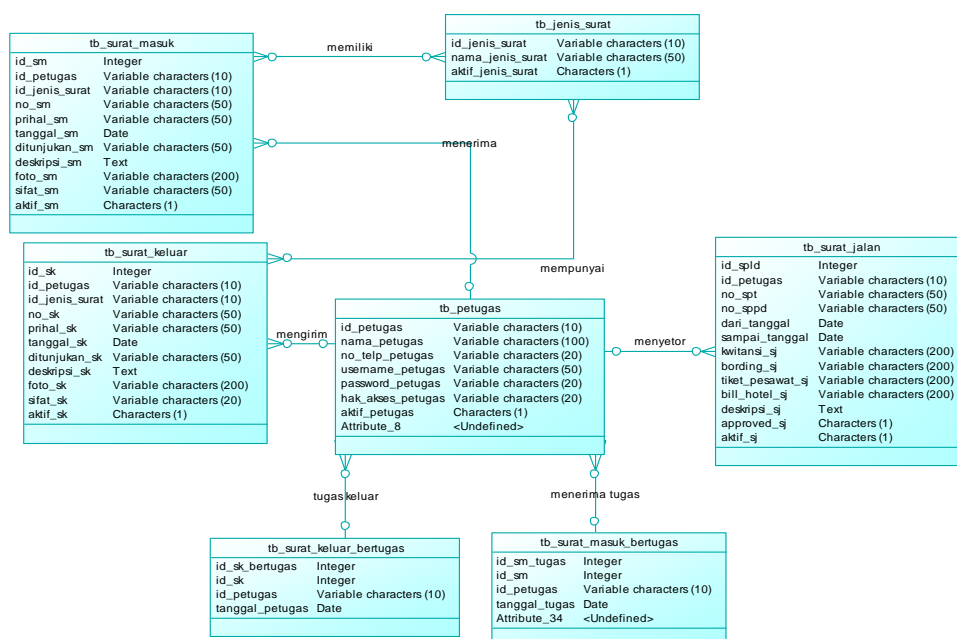 tb_surat_masuk
id_sm Integer
id_petugas Variable characters (10)
id_jenis_surat Variable characters (10)
no_sm Variable characters (50)
prihal_sm Variable characters (50)
tanggal_sm Date
ditunjukan_sm Variable characters (50)
deskripsi_sm Text
foto_sm Variable characters (200)
sifat_sm Variable characters (50)
aktif_sm Characters (1)
memiliki
tb_jenis_surat
id_jenis_surat Variable characters (10)
nama_jenis_surat Variable characters (50)
aktif_jenis_surat Characters (1)
menerima
mempunyai
tb_surat_keluar
id_sk Integer
id_petugas Variable characters (10)
id_jenis_surat Variable characters (10)
no_sk Variable characters (50)
prihal_sk Variable characters (50)
tanggal_sk Date
ditunjukan_sk Variable characters (50)
deskripsi_sk Text
foto_sk Variable characters (200)
sifat_sk Variable characters (20)
aktif_sk Characters (1)
mengirim
tb_petugas
id_petugas Variable characters (10)
nama_petugas Variable characters (100)
no_telp_petugas Variable characters (20)
username_petugas Variable characters (50)
password_petugas Variable characters (20)
hak_akses_petugas Variable characters (20)
aktif_petugas Characters (1)
Attribute_8 <Undefined>
menyetor
tb_surat_jalan
id_spld Integer
id_petugas Variable characters (10)
no_spt Variable characters (50)
no_sppd Variable characters (50)
dari_tanggal Date
sampai_tanggal Date
kwitansi_sj Variable characters (200)
bording_sj Variable characters (200)
tiket_pesawat_sj Variable characters (200)
bill_hotel_sj Variable characters (200)
deskripsi_sj Text
approved_sj Characters (1)
aktif_sj Characters (1)
tugas keluar
menerima tugas
tb_surat_keluar_bertugas
id_sk_bertugas Integer
id_sk Integer
id_petugas Variable characters (10)
tanggal_petugas Date
tb_surat_masuk_bertugas
id_sm_tugas Integer
id_sm Integer
id_petugas Variable characters (10)
tanggal_tugas Date
Attribute_34 <Undefined>